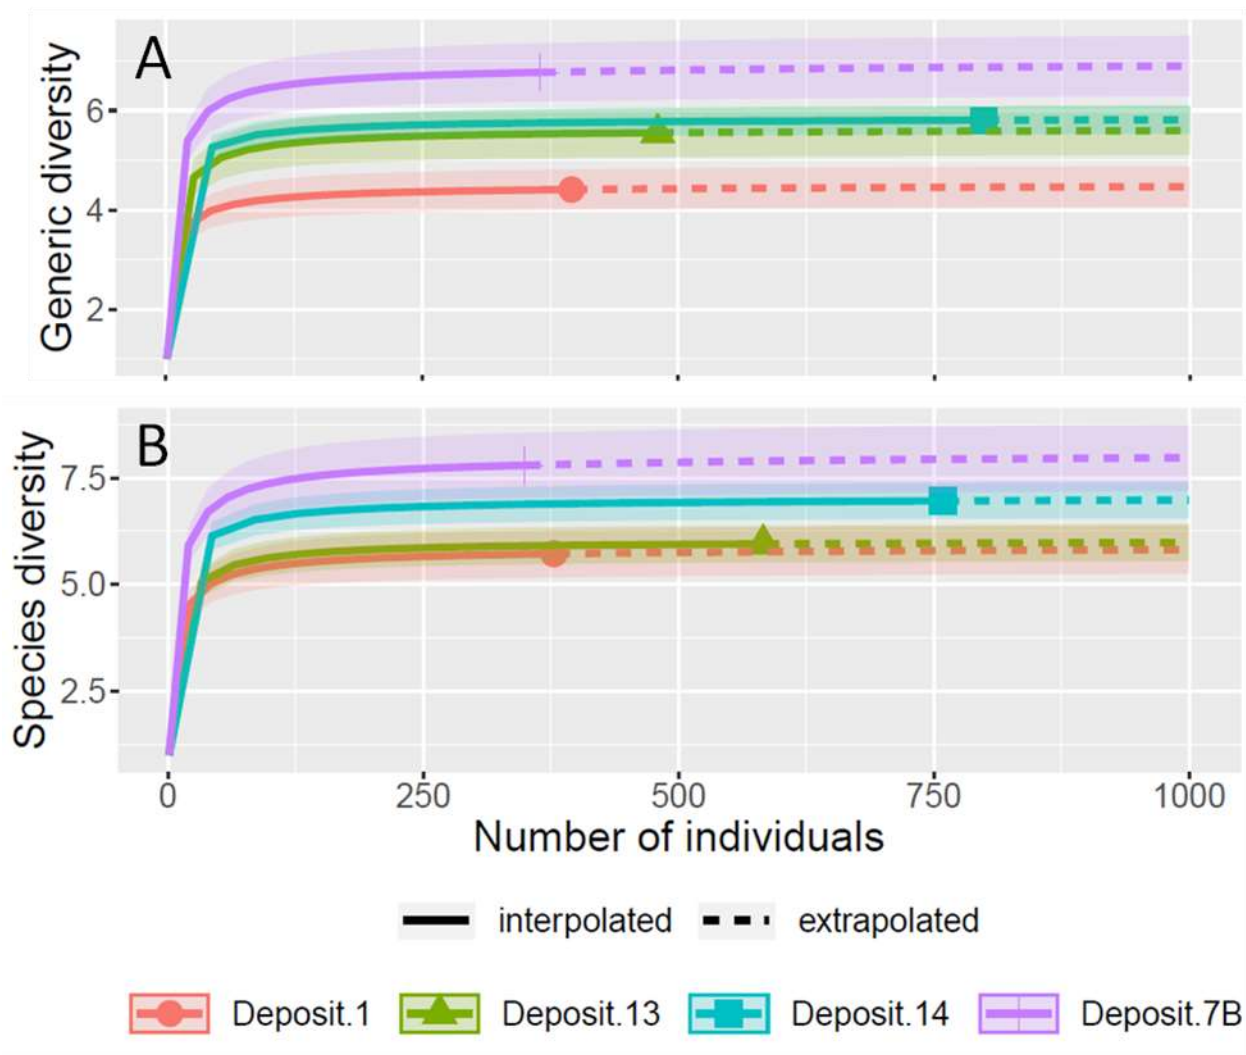 A
Generic diversity
6
4
2
B
Species diversity
7.5
5.0
2.5
0 250 500 750 1000
Number of individuals
interpolated extrapolated
Deposit.1 Deposit.13 Deposit.14 Deposit.7B